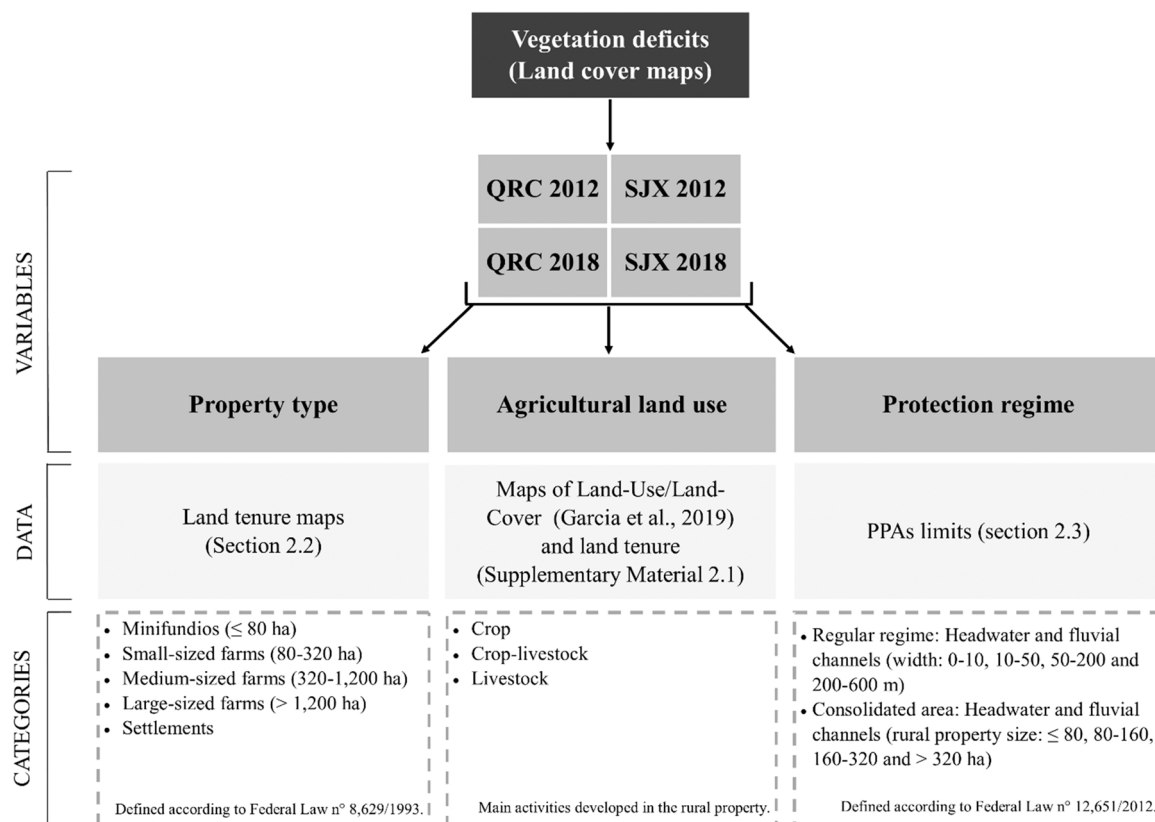 Vegetation deficits
(Land cover maps)
VARIABLES
QRC 2012
SJX 2012
QRC 2018
SJX 2018
Property type
Agricultural land use
Protection regime
DATA
Land tenure maps
(Section 2.2)
Maps of Land-Use/Land-
Cover (Garcia et al., 2019)
and land tenure
(Supplementary Material 2.1)
PPAs limits (section 2.3)
CATEGORIES
• Minifundios (≤ 80 ha)
• Small-sized farms (80-320 ha)
• Medium-sized farms (320-1,200 ha)
• Large-sized farms (> 1,200 ha)
• Settlements
Defined according to Federal Law n° 8,629/1993.
• Crop
• Crop-livestock
• Livestock
Main activities developed in the rural property.
• Regular regime: Headwater and fluvial
channels (width: 0-10, 10-50, 50-200 and
200-600 m)
• Consolidated area: Headwater and fluvial
channels (rural property size: ≤ 80, 80-160,
160-320 and > 320 ha)
Defined according to Federal Law n° 12,651/2012.